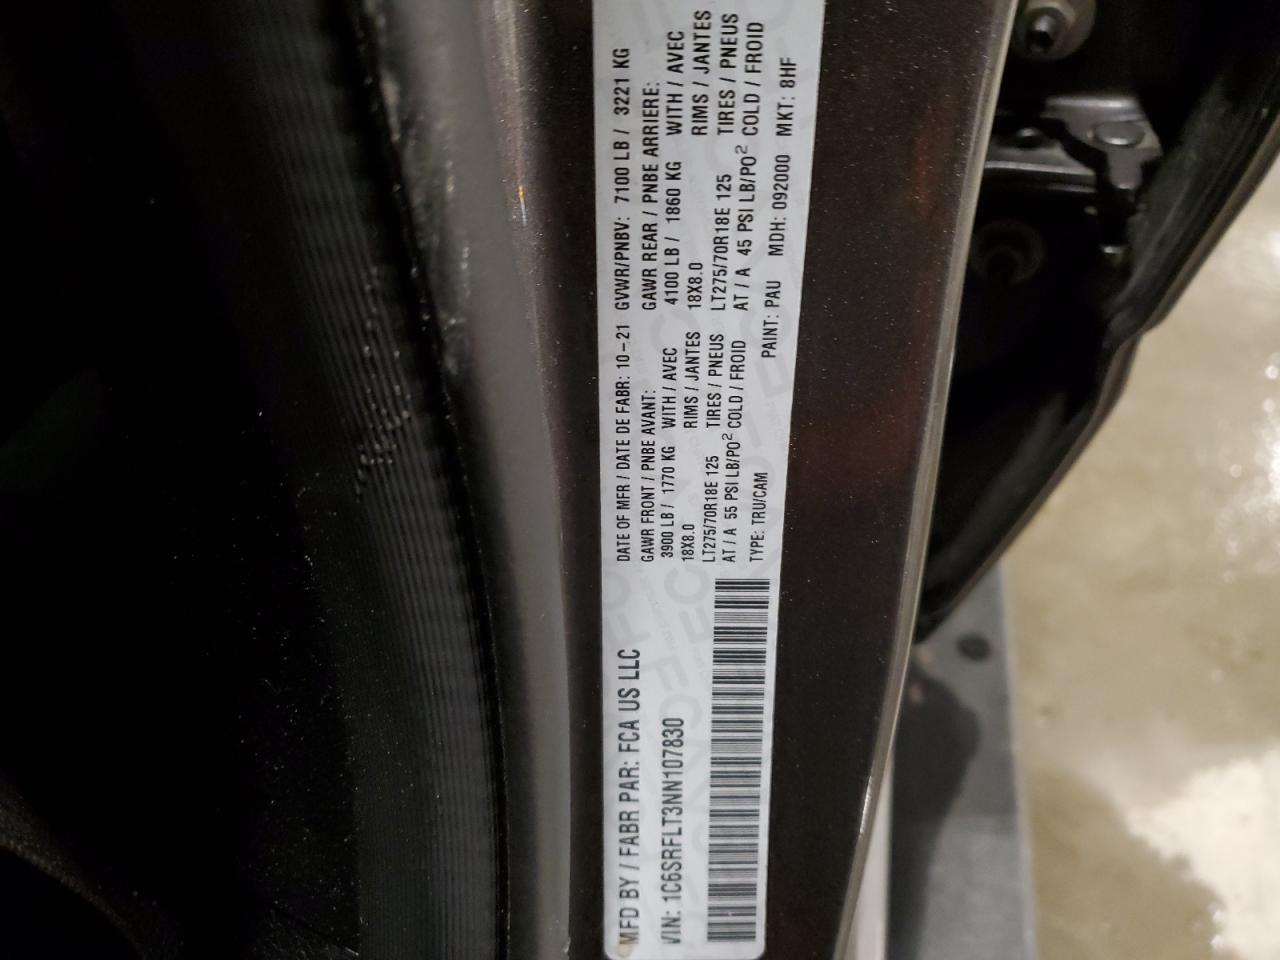 MFD BY / FABR PAR: FCA US LLC
DATE OF MFR / DATE DE FABR: 10-21 GVWR/PNBV: 7100 LB / 3221 KG
GAWR FRONT / PNBE AVANT: GAWR REAR / PNBE ARRIERE:
3900 LB / 1770 KG WITH / AVEC 4100 LB / 1860 KG WITH / AVEC
18X8.0 RIMS / JANTES 18X8.0 RIMS / JANTES
LT275/70R18E 125 TIRES / PNEUS LT275/70R18E 125 TIRES / PNEUS
AT / A 55 PSI LB/PO² COLD / FROID AT / A 45 PSI LB/PO² COLD / FROID
VIN: 1C6SRFLT3NN107830
TYPE: TRU/CAM PAINT: PAU MDH: 092000 MKT: 8HF